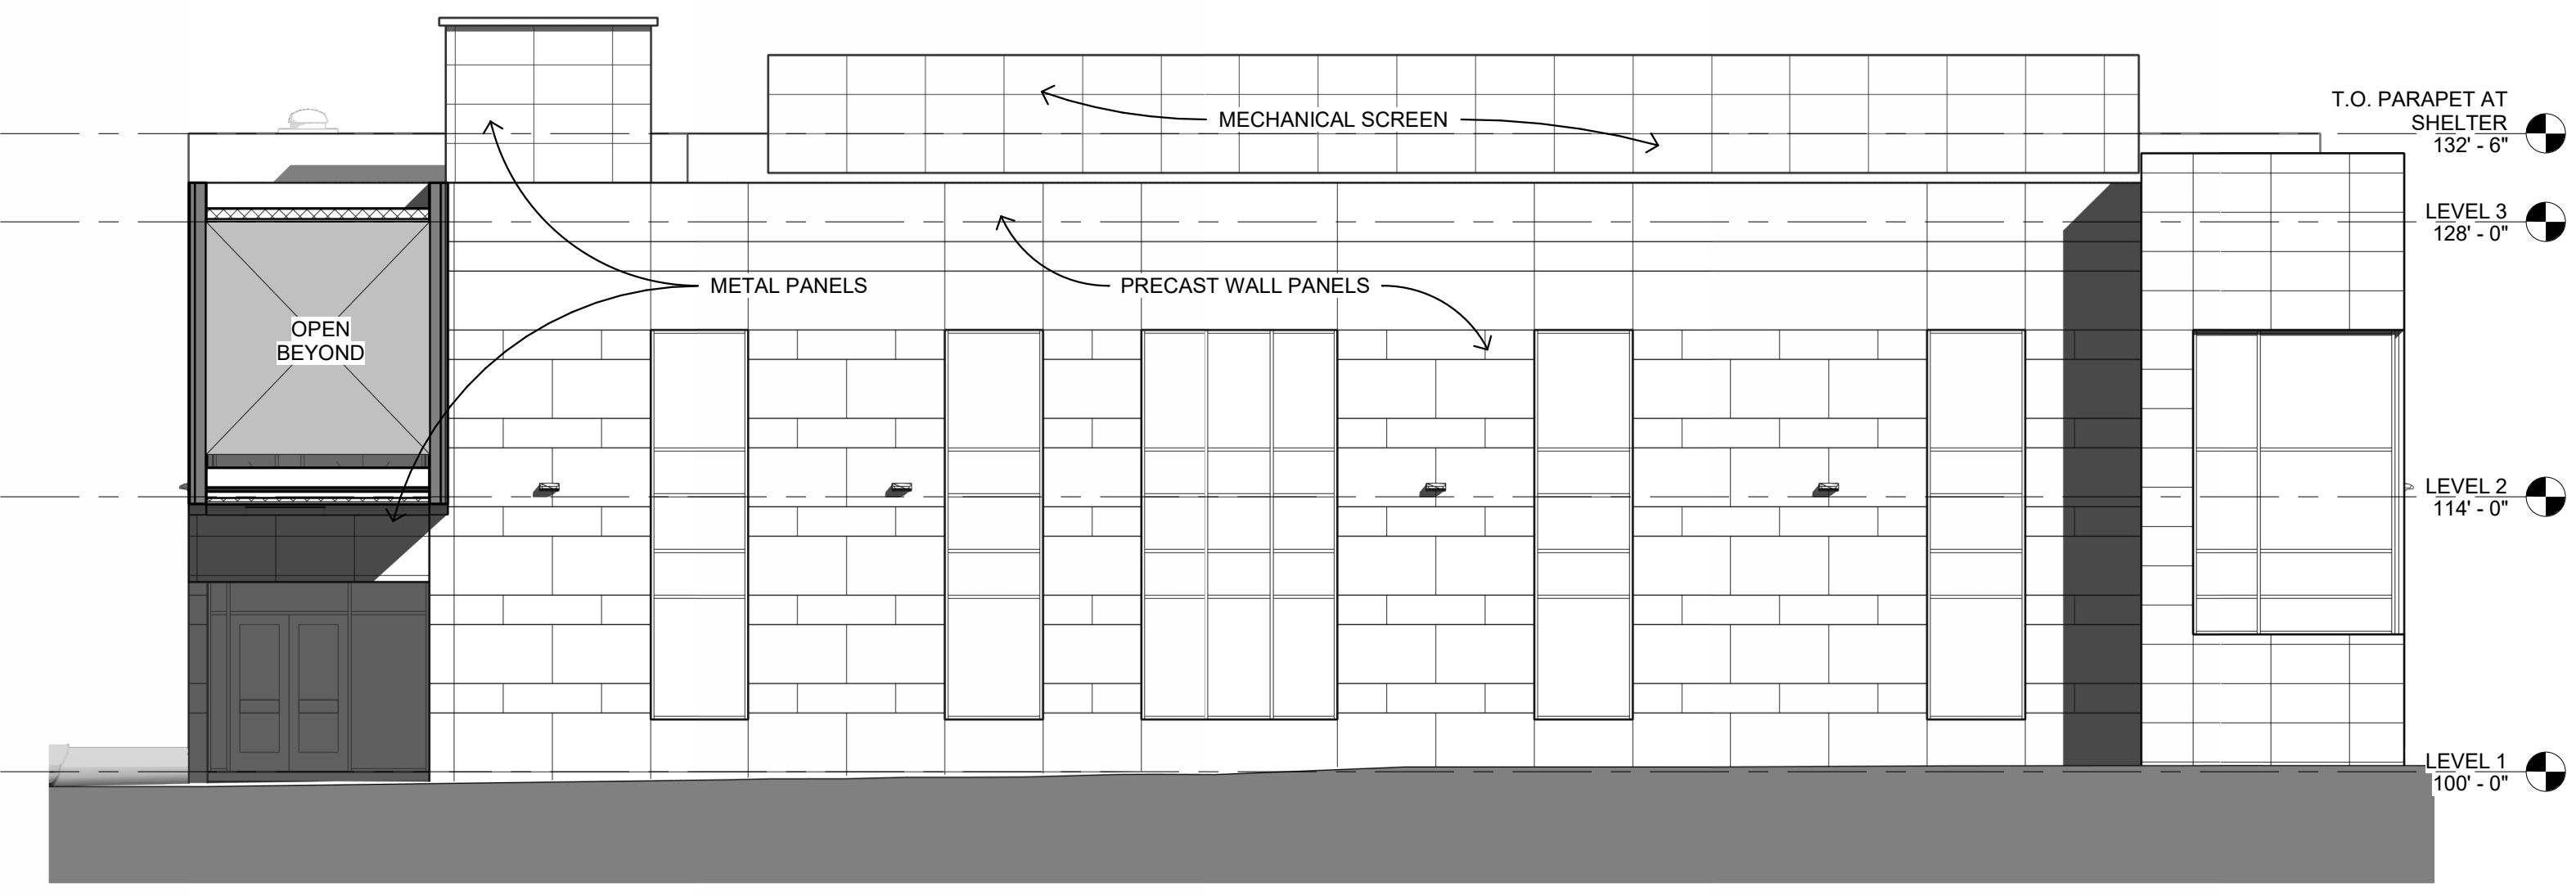 T.O. PARAPET AT
SHELTER
132' - 6"
MECHANICAL SCREEN
LEVEL 3
128' - 0"
METAL PANELS
PRECAST WALL PANELS
OPEN
BEYOND
LEVEL 2
114' - 0"
LEVEL 1
100' - 0"